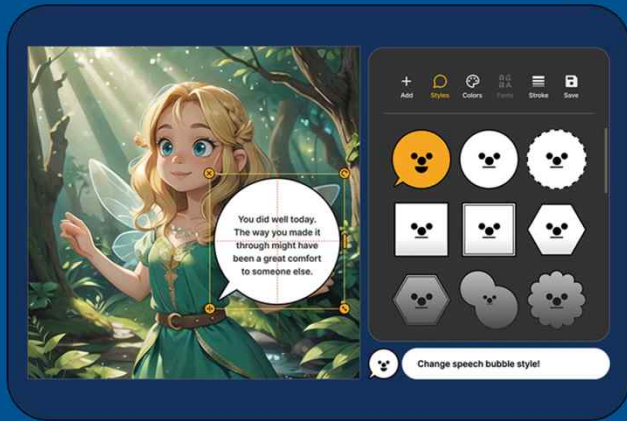 You did well today.
The way you made it
through might have
been a great comfort
to someone else.
Add Styles Colors Fonts Stroke Save
Change speech bubble style!